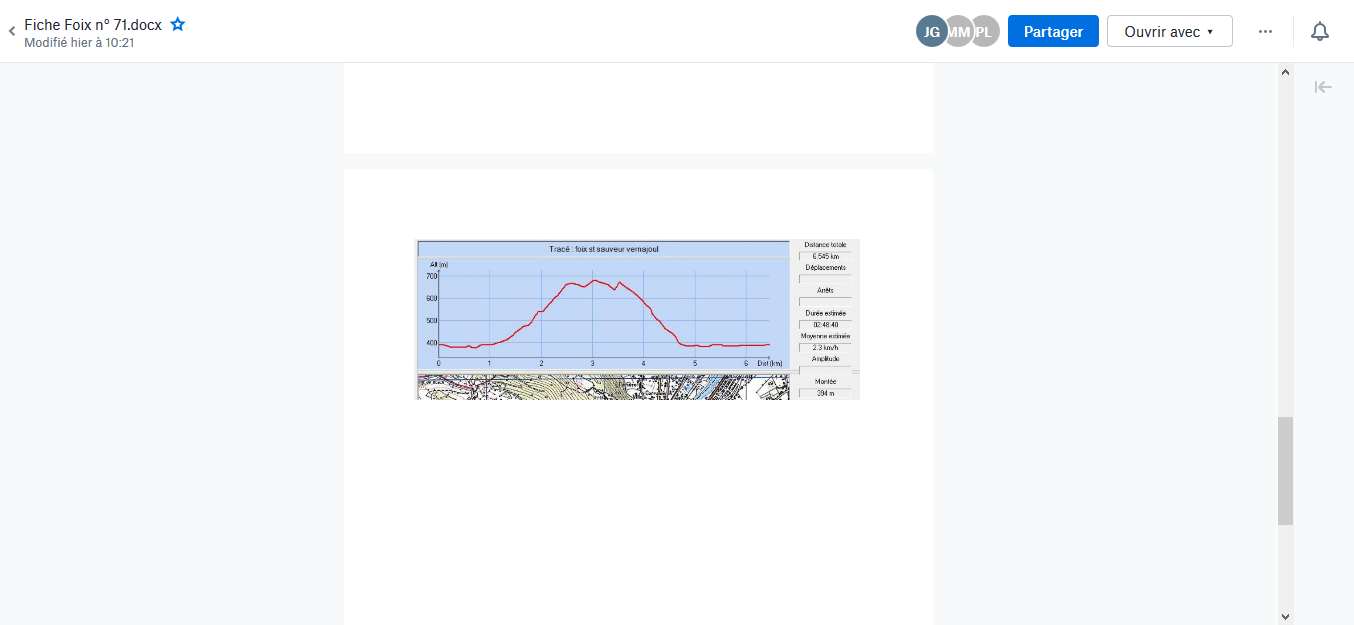 Fiche Foix n° 71.docx
Modifié hier à 10:21
JG MM PL
Partager
Ouvrir avec
Tracé : foix st sauveur vernajoul
Alt (m)
700
600
500
400
0 1 2 3 4 5 6 Dist (km)
Distance totale
6.545 km
Déplacements
Arrêts
Durée estimée
02:48:40
Moyenne estimée
2.3 km/h
Amplitude
Montée
394 m